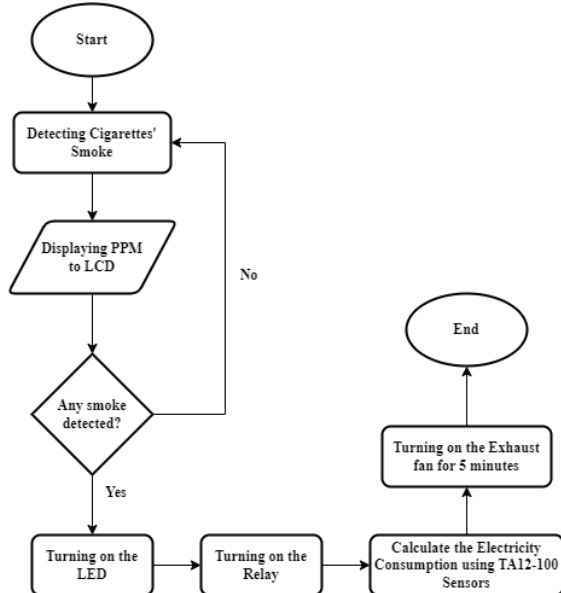 Start
Detecting Cigarettes'
Smoke
Displaying PPM
to LCD
No
Any smoke
detected?
Yes
Turning on the
LED
Turning on the
Relay
Calculate the Electricity
Consumption using TA12-100
Sensors
Turning on the Exhaust
fan for 5 minutes
End